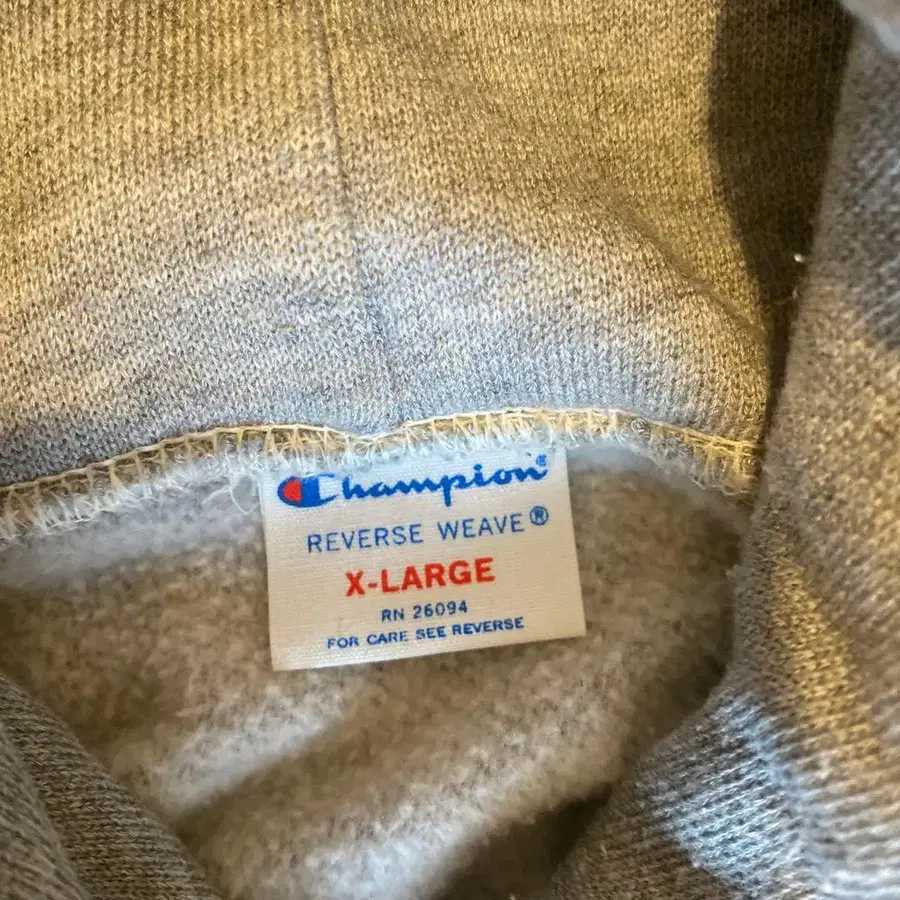 Champion®
REVERSE WEAVE®
X-LARGE
RN 26094
FOR CARE SEE REVERSE